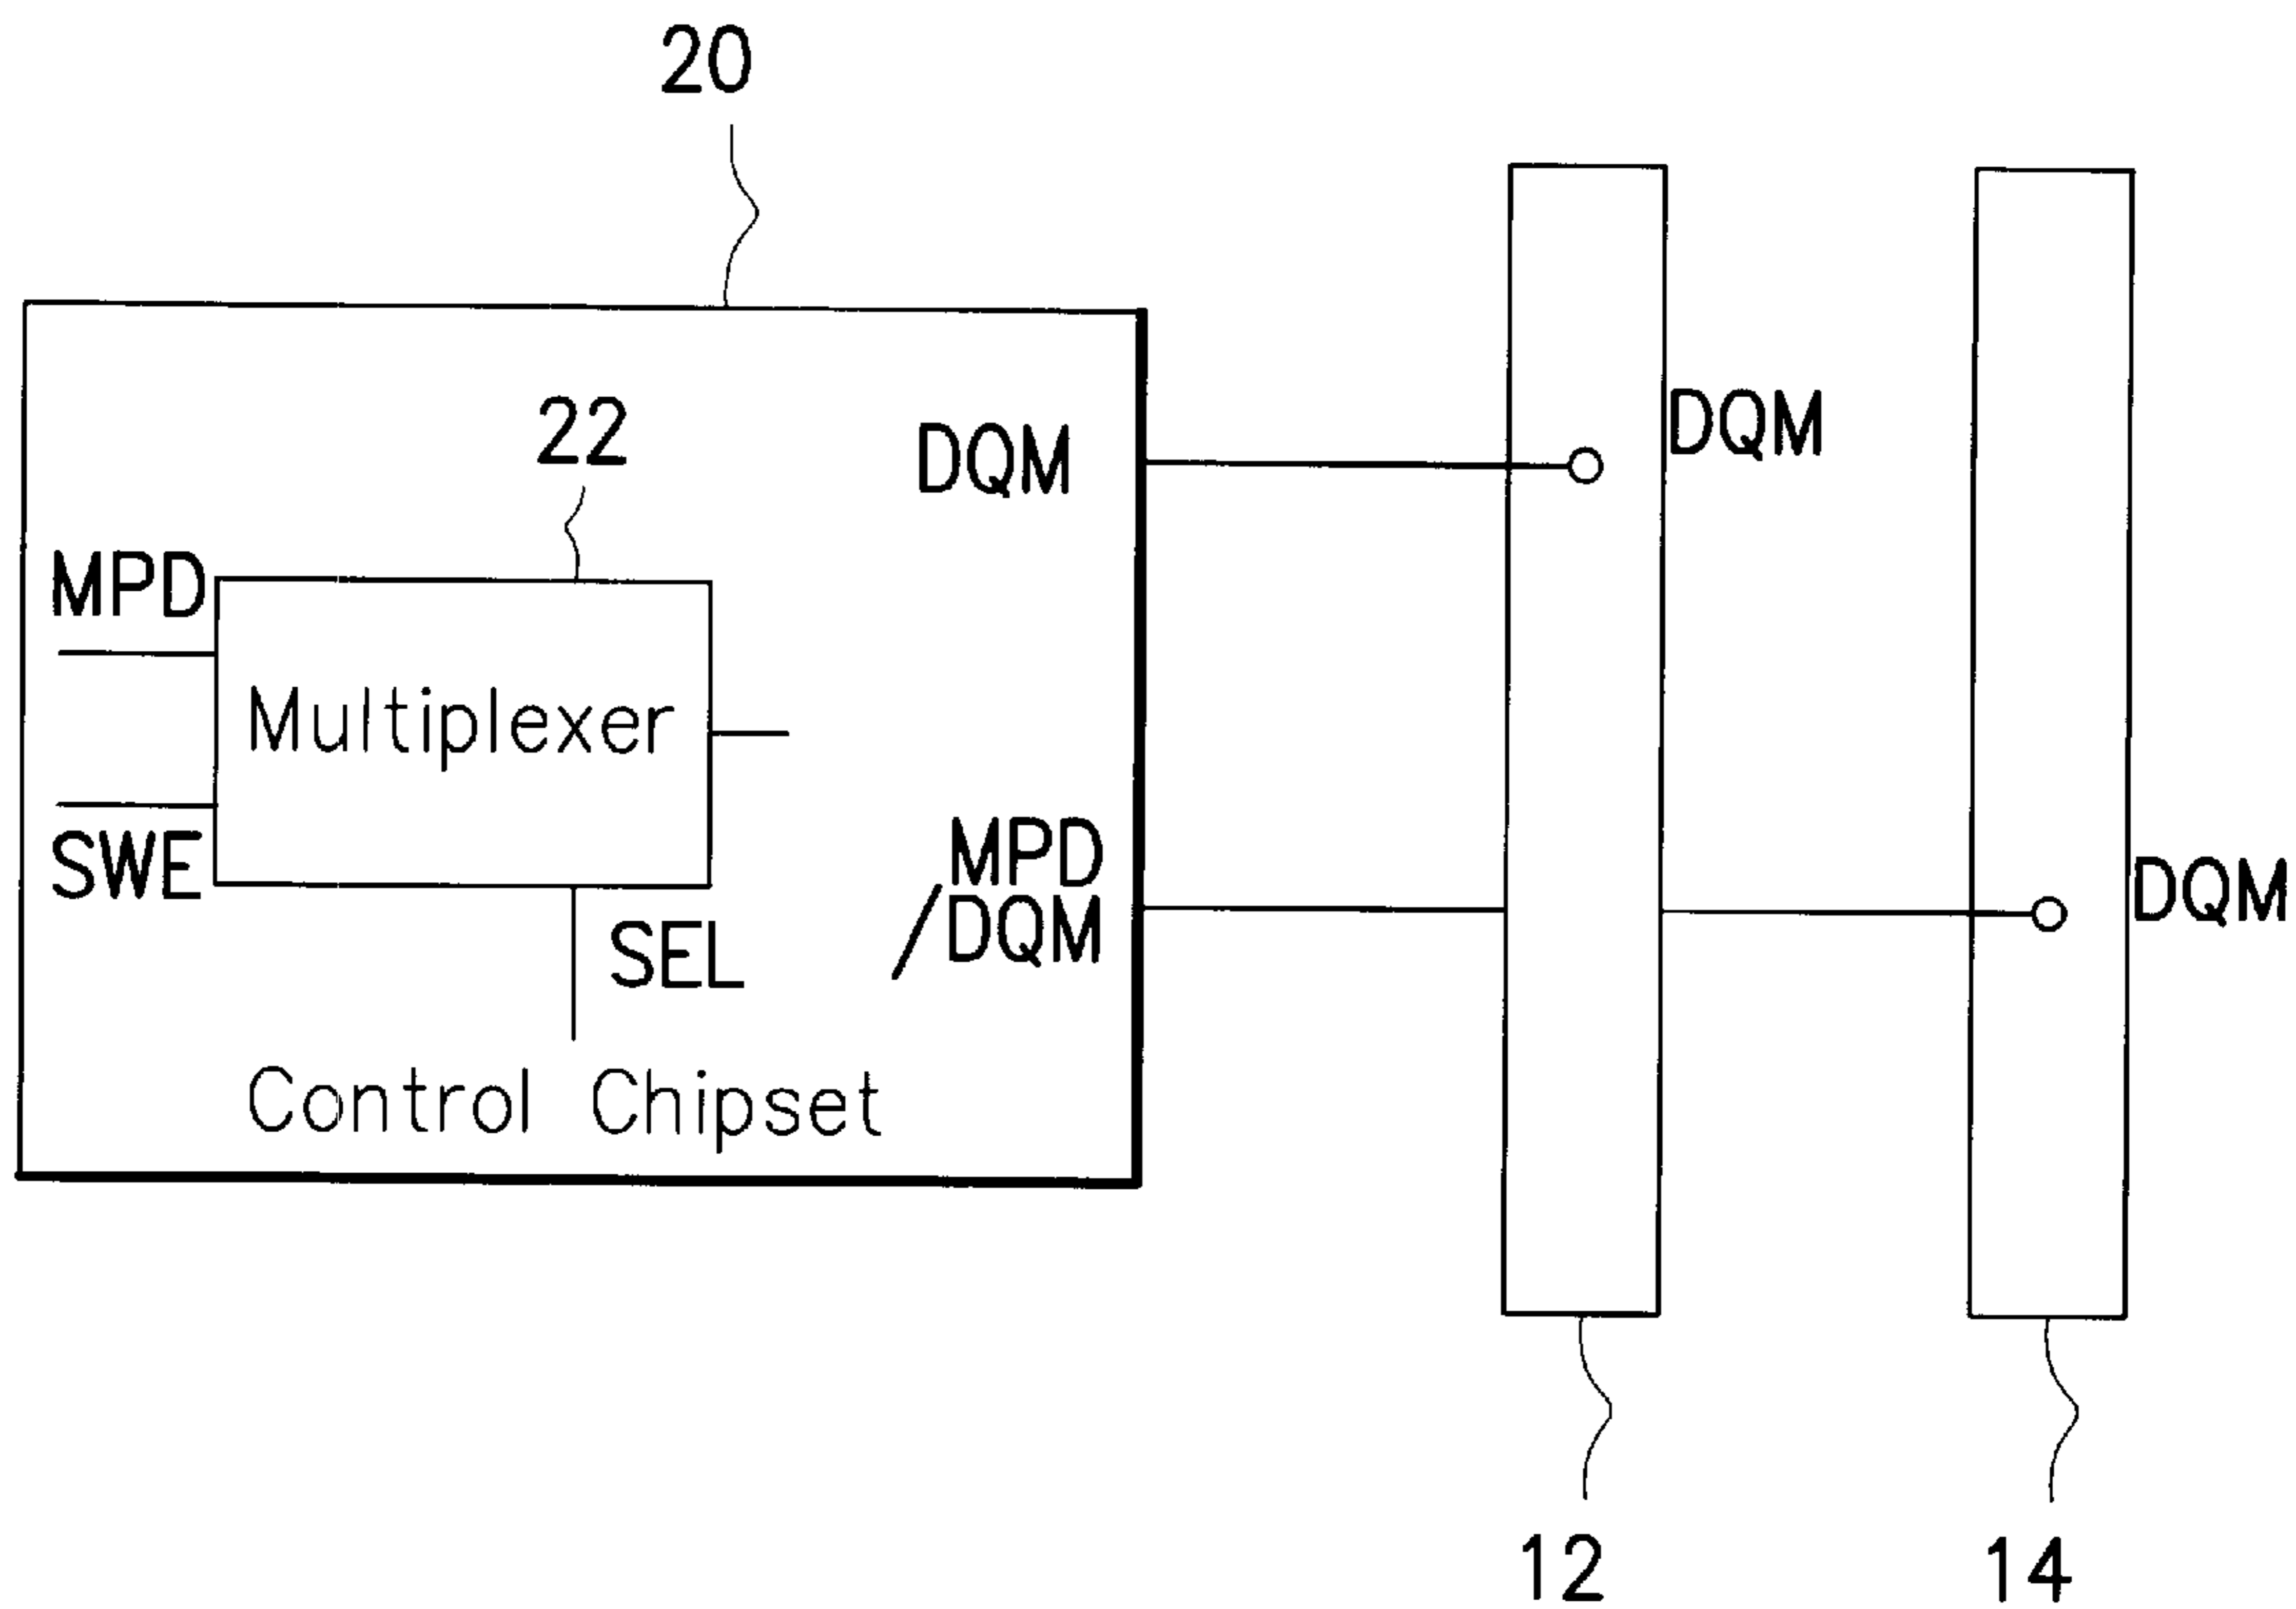 20
22
DQM
DQM
MPD
Multiplexer
SWE
MPD
/DQM
DQM
SEL
Control Chipset
12
14